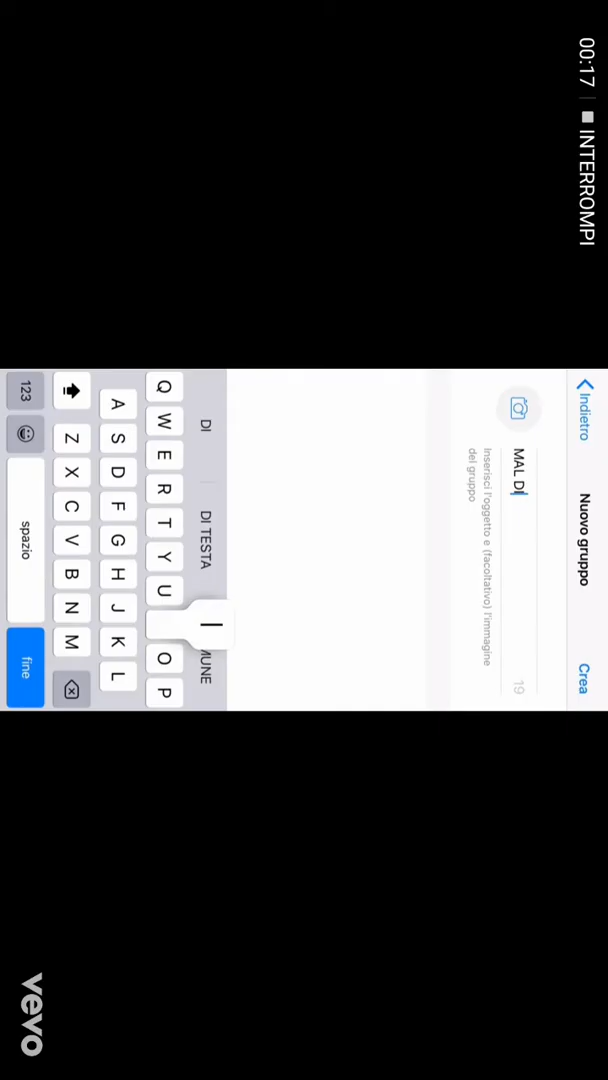 00:17 | ■ INTERROMPI
Indietro
Nuovo gruppo
Crea
MAL DI
19
Inserisci l'oggetto e (facoltativo) l'immagine
del gruppo
DI
DI TESTA
MUNE
I
Q W E R T Y U O P
A S D F G H J K L
Z X C V B N M
123
spazio
fine
vevo